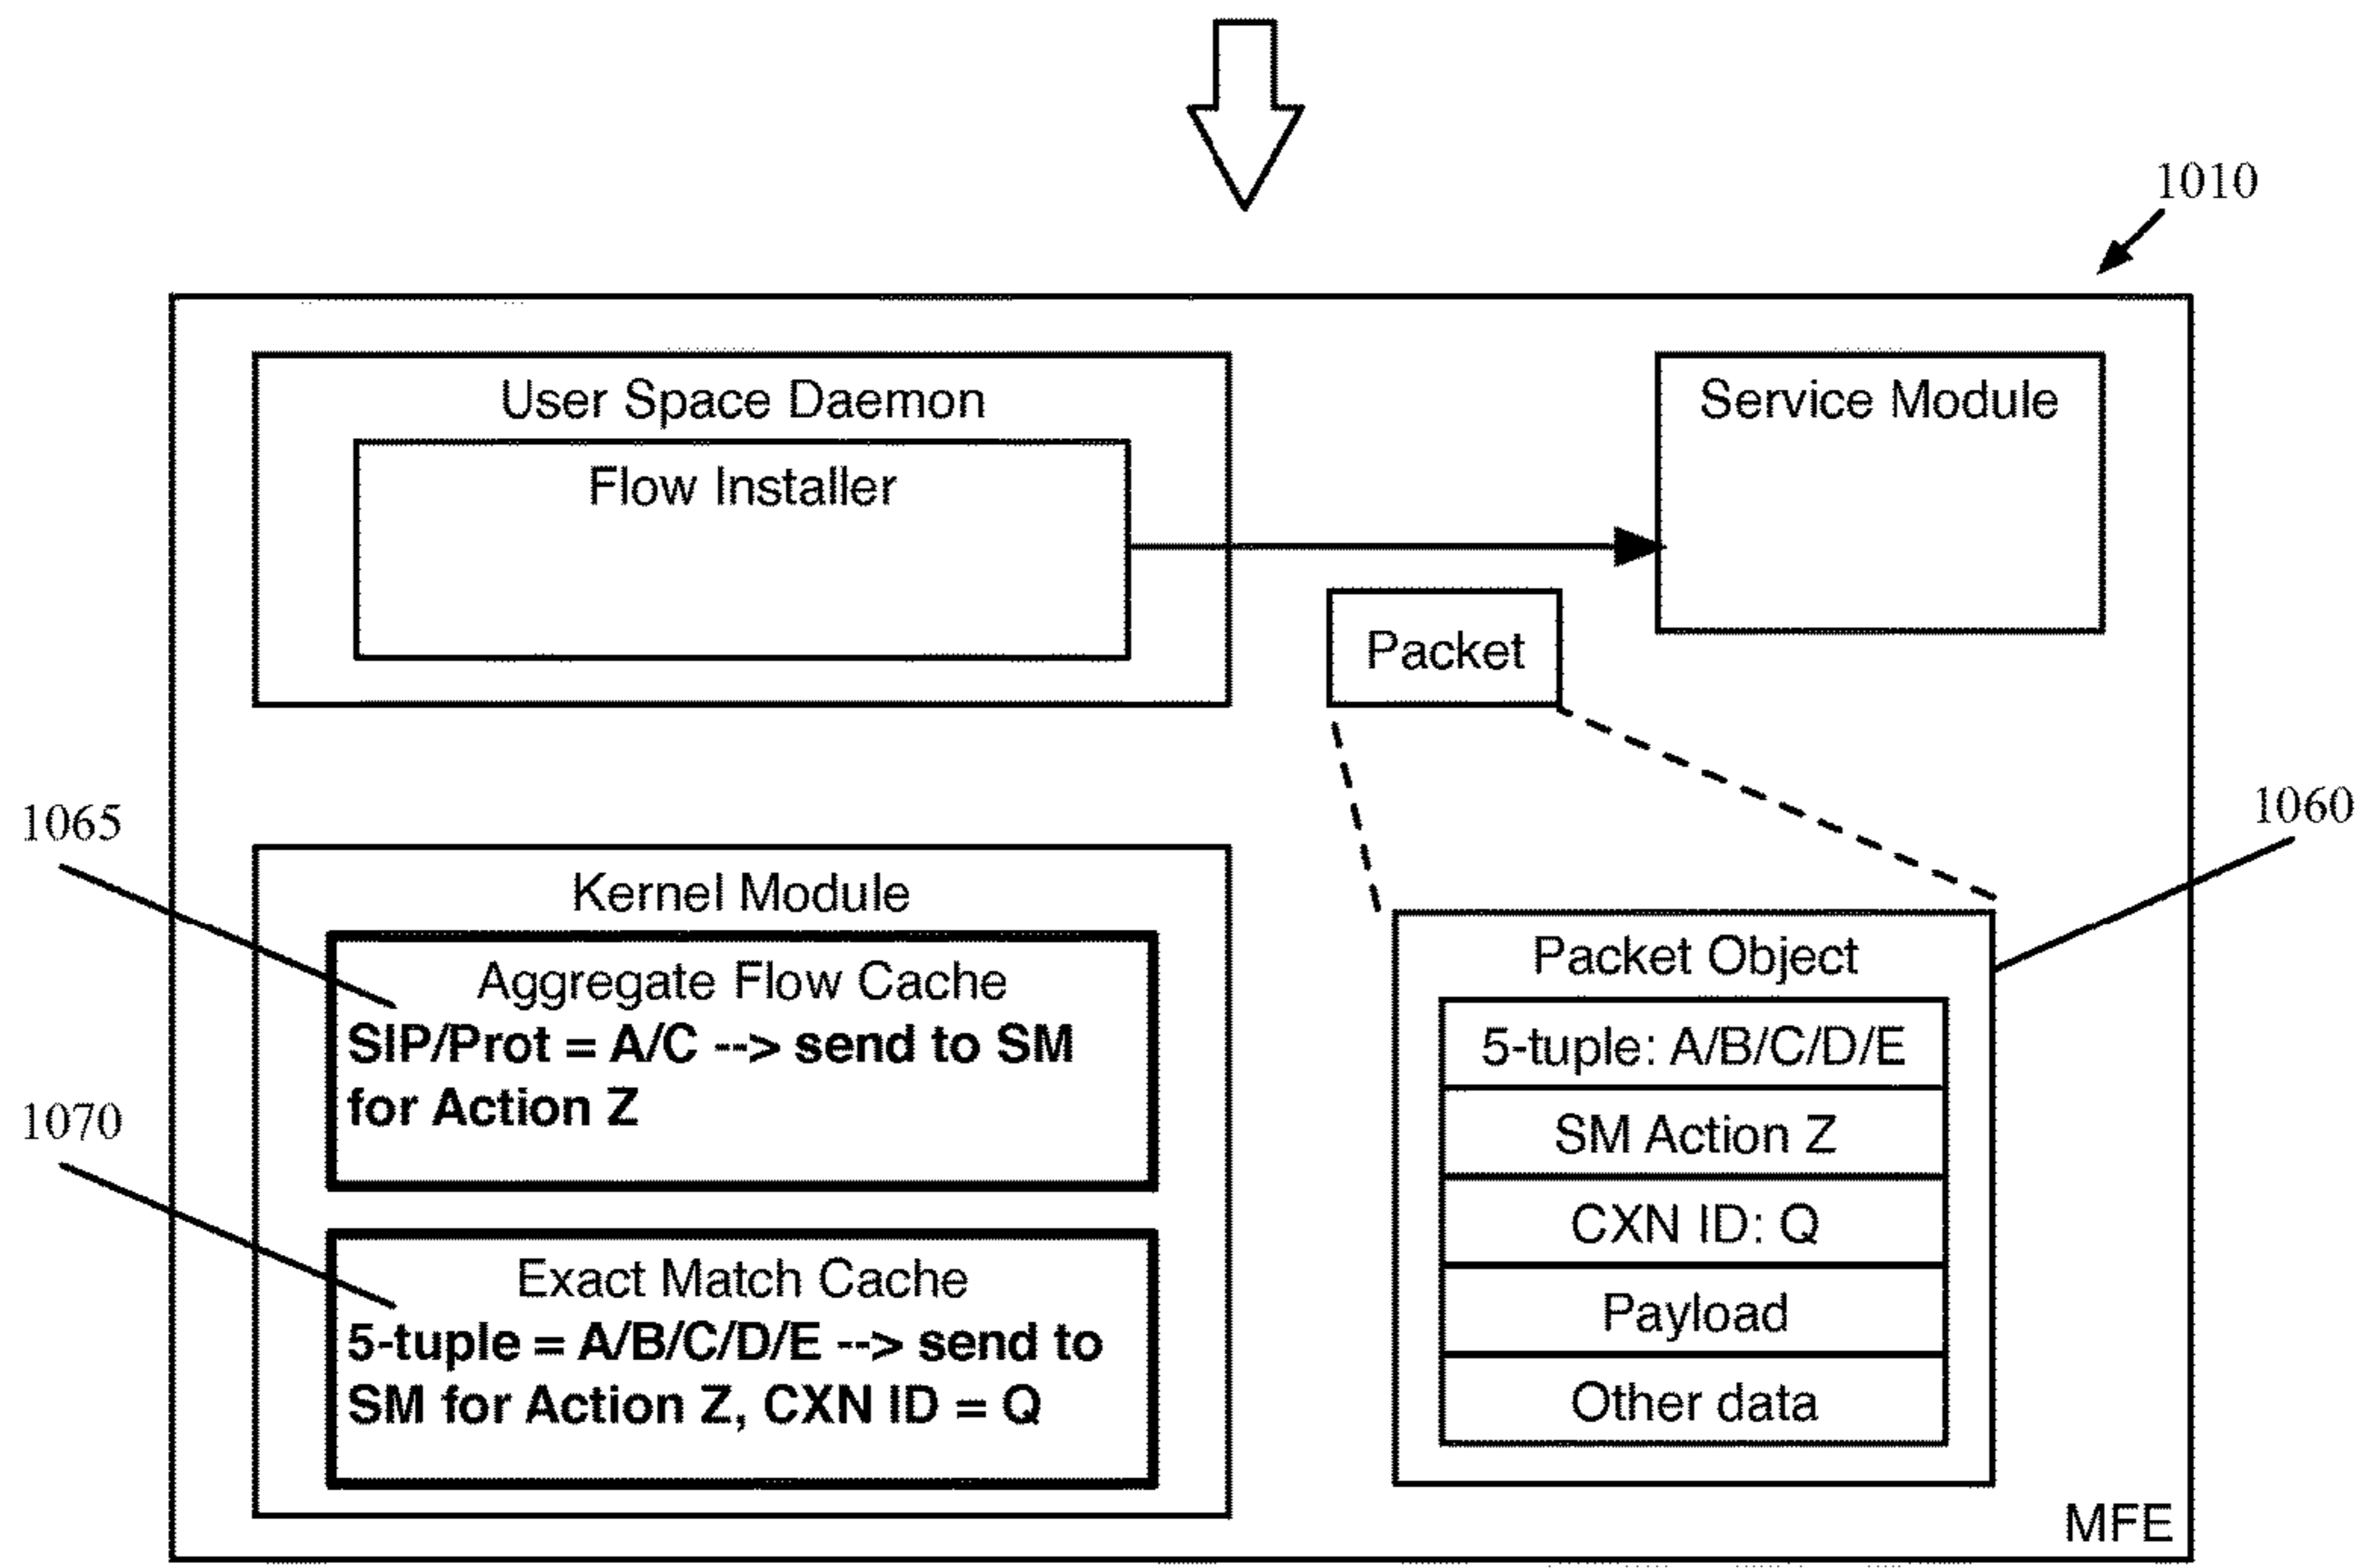 1010
User Space Daemon
Flow Installer
Service Module
Packet
1065
1060
Kernel Module
Aggregate Flow Cache
SIP/Prot = A/C --> send to SM
for Action Z
1070
Exact Match Cache
5-tuple = A/B/C/D/E --> send to
SM for Action Z, CXN ID = Q
Packet Object
5-tuple: A/B/C/D/E
SM Action Z
CXN ID: Q
Payload
Other data
MFE